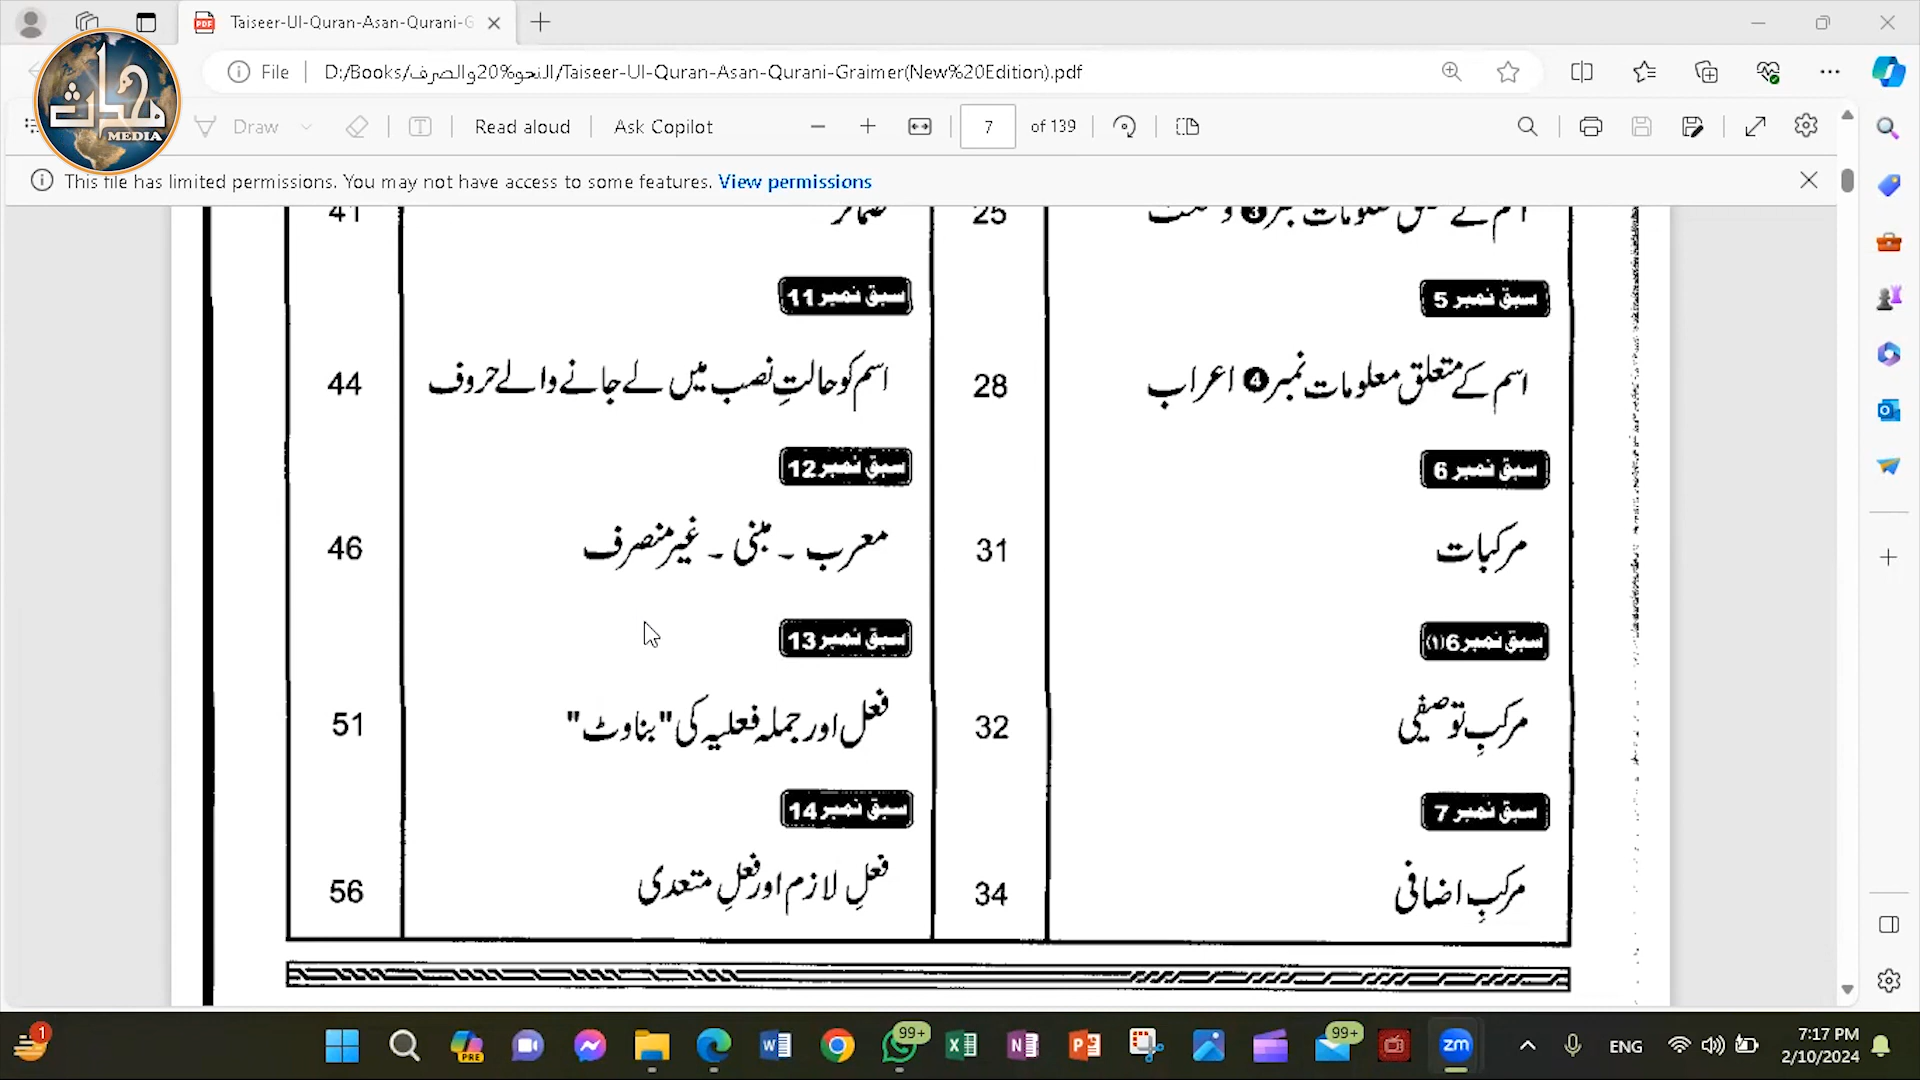 Taiseer-Ul-Quran-Asan-Qurani-G
File
D:/Books/النحو%20والصرف/Taiseer-Ul-Quran-Asan-Qurani-Graimer(New%20Edition).pdf
MEDIA
Draw
Read aloud
Ask Copilot
7
of 139
This file has limited permissions. You may not have access to some features. View permissions
25
41
سبق نمبر 5
اسم کے متعلق معلومات نمبر 4 اعراب
28
سبق نمبر 6
مرکبات
31
سبق نمبر 6(1)
مرکبِ توصیفی
32
سبق نمبر 7
مرکبِ اضافی
34
سبق نمبر 11
اسم کو حالتِ نصب میں لے جانے والے حروف
44
سبق نمبر 12
معرب ۔ مبنی ۔ غیر منصرف
46
سبق نمبر 13
فعل اور جملہ فعلیہ کی "بناوٹ"
51
سبق نمبر 14
فعلِ لازم اور فعلِ متعدی
56
1
PRE
99+
99+
zm
ENG
7:17 PM
2/10/2024